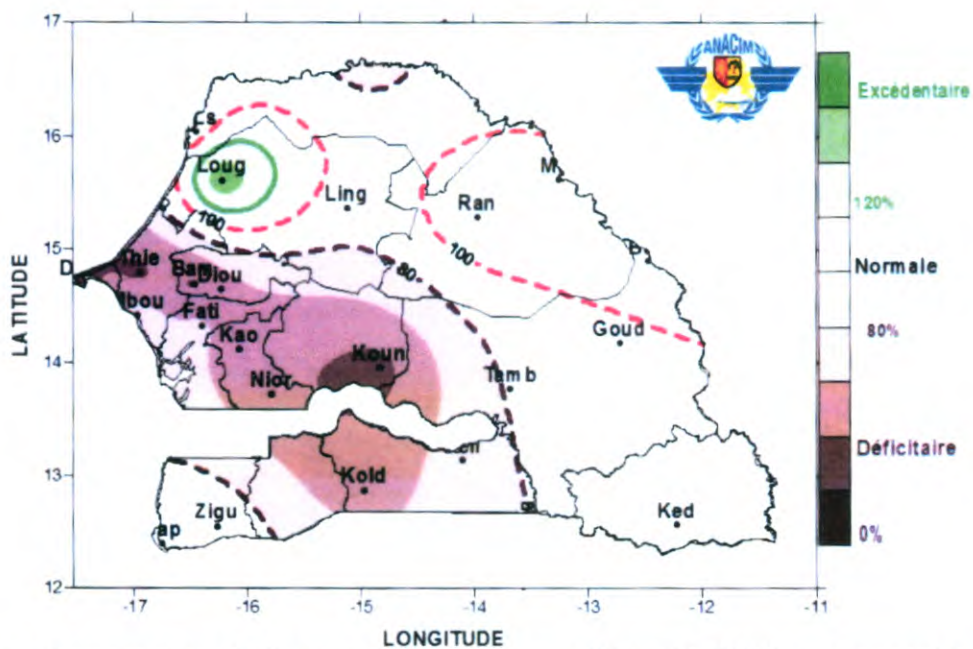 17
ANACIM
Excédentaire
16
Loug
M
Ling
Ran
120%
100
15
D
Thie
80
100
Normale
Diou
LATITUDE
Fati
Goud
Kao
80%
14
Koun
Nior
Tamb
Déficitaire
13
Kold
Zigu
Ked
0%
12
-17
-16
-15
-14
-13
-12
-11
LONGITUDE